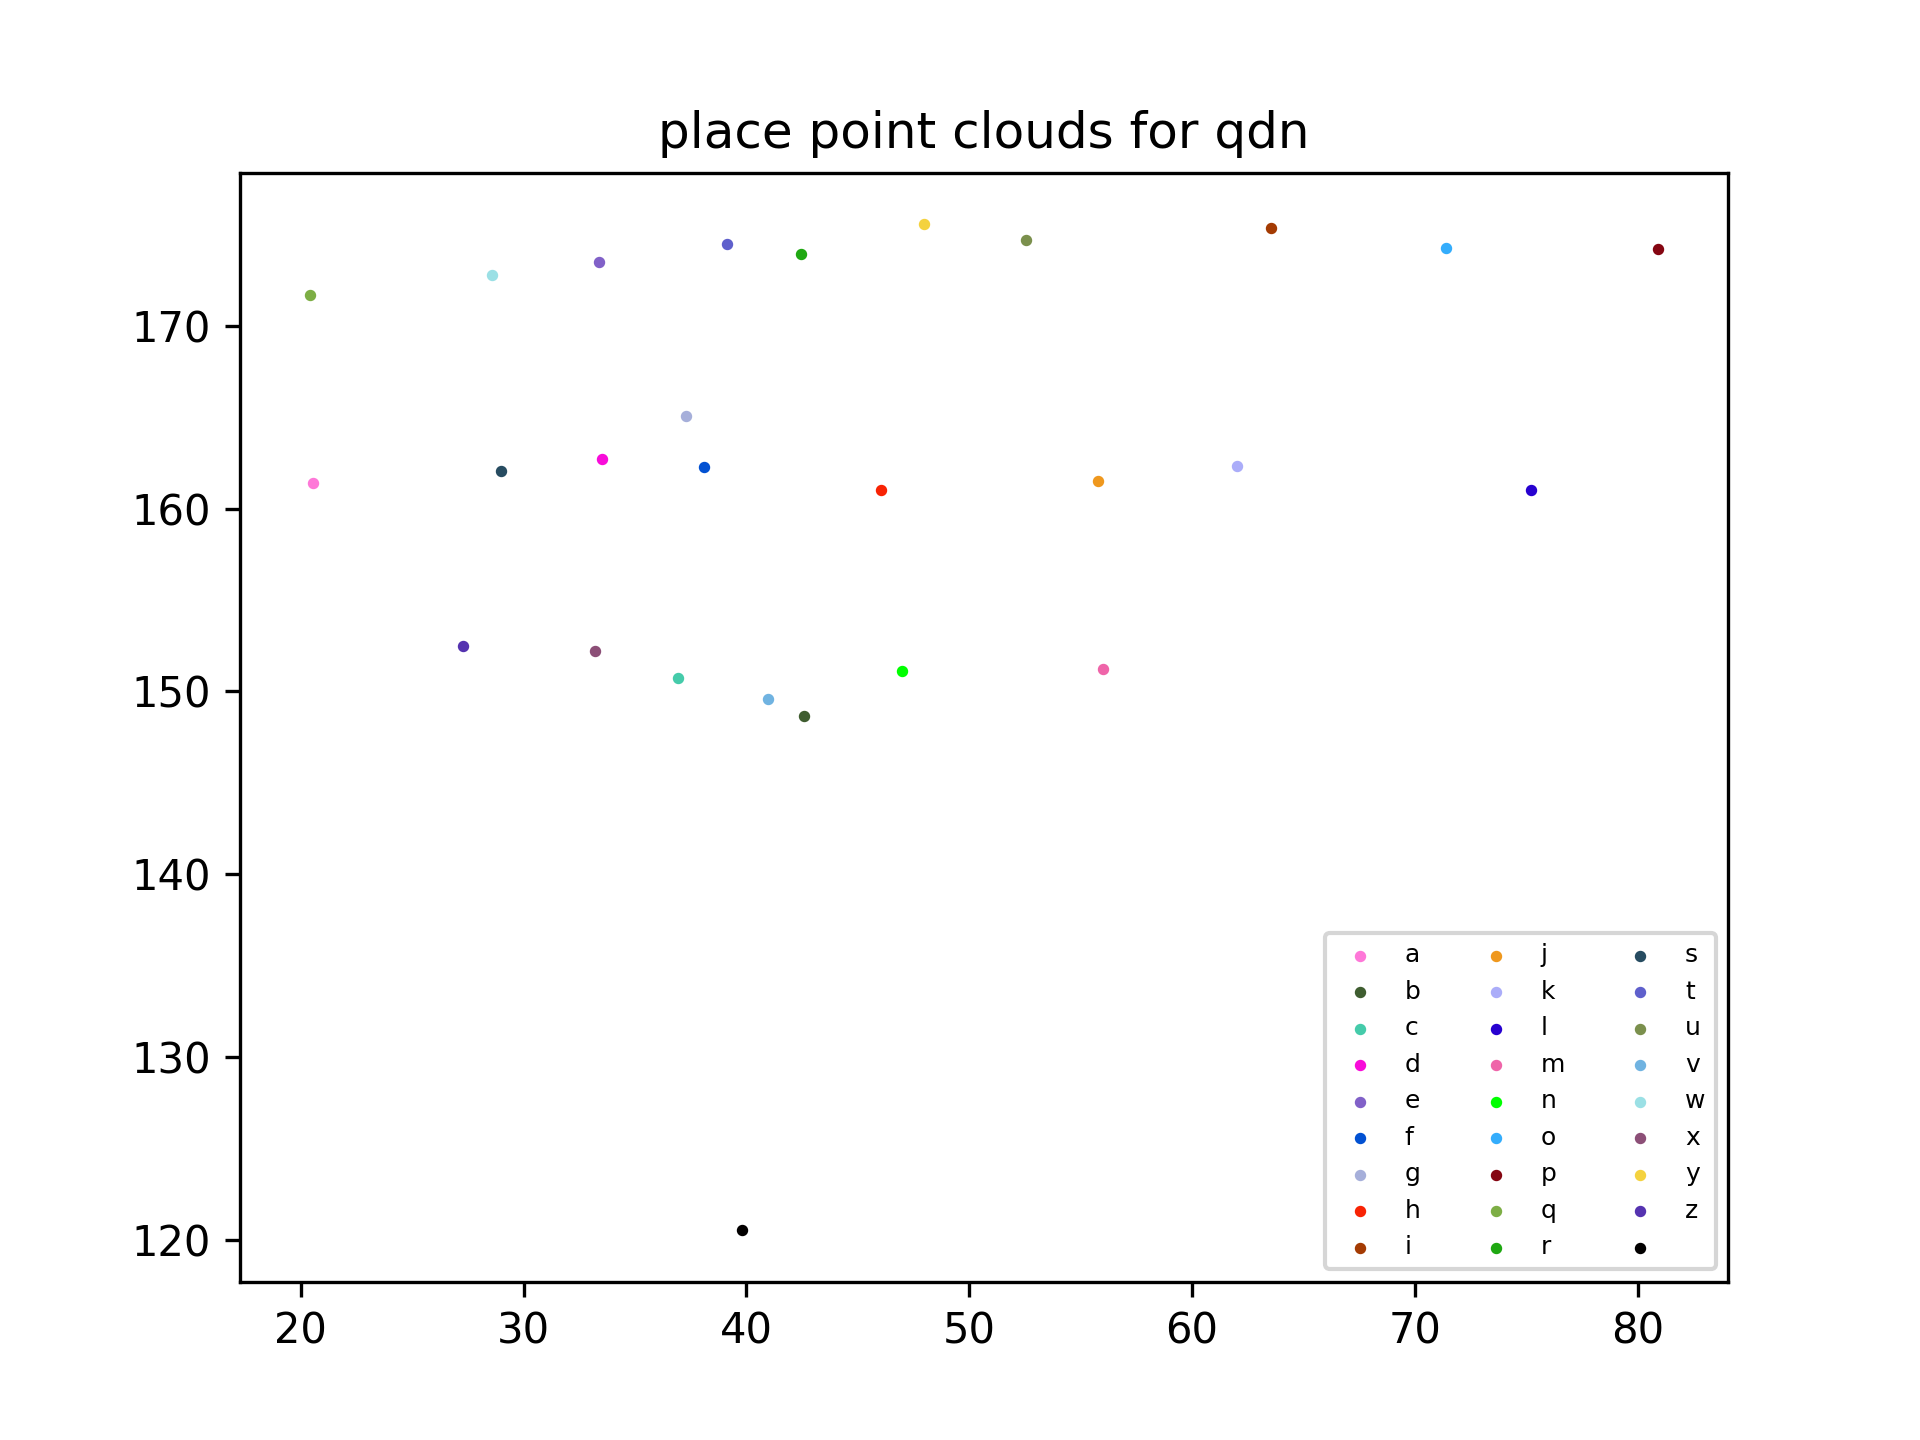 place point clouds for qdn
170
160
150
140
130
120
20 30 40 50 60 70 80
a j s
b k t
c l u
d m v
e n w
f o x
g p y
h q z
i r